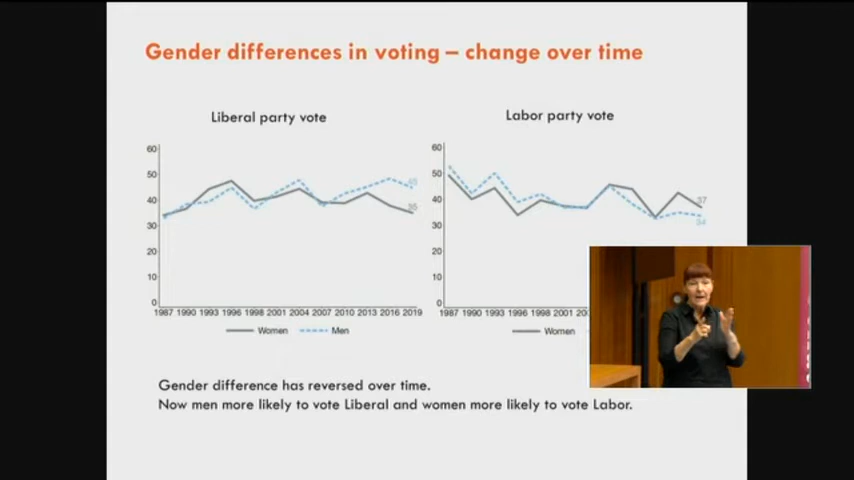 Gender differences in voting – change over time
Liberal party vote
60
50
40
30
20
10
0
45
35
1987 1990 1993 1996 1998 2001 2004 2007 2010 2013 2016 2019
Women Men
Labor party vote
60
50
40
30
20
10
0
37
34
1987 1990 1993 1996 1998 2001
Women
Gender difference has reversed over time.
Now men more likely to vote Liberal and women more likely to vote Labor.